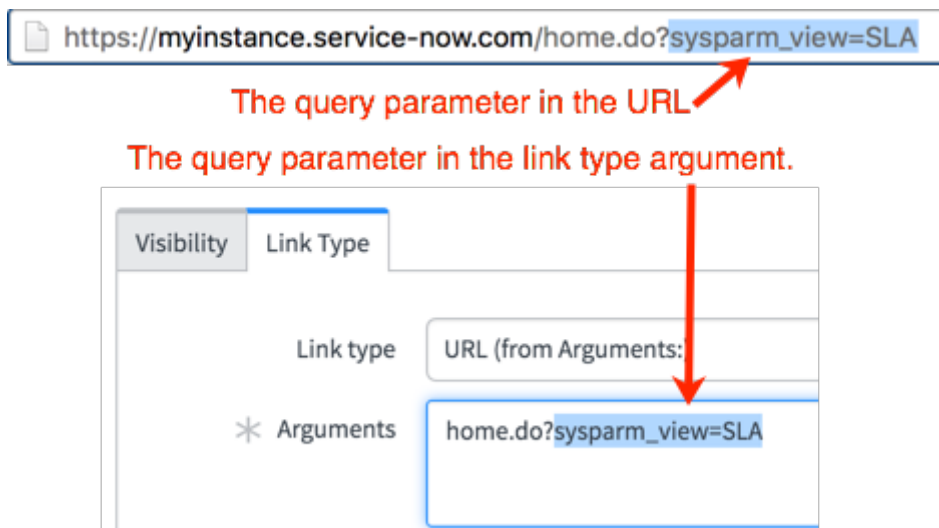 https://myinstance.service-now.com/home.do?sysparm_view=SLA
The query parameter in the URL
The query parameter in the link type argument.
Visibility Link Type
Link type URL (from Arguments:)
Arguments home.do?sysparm_view=SLA